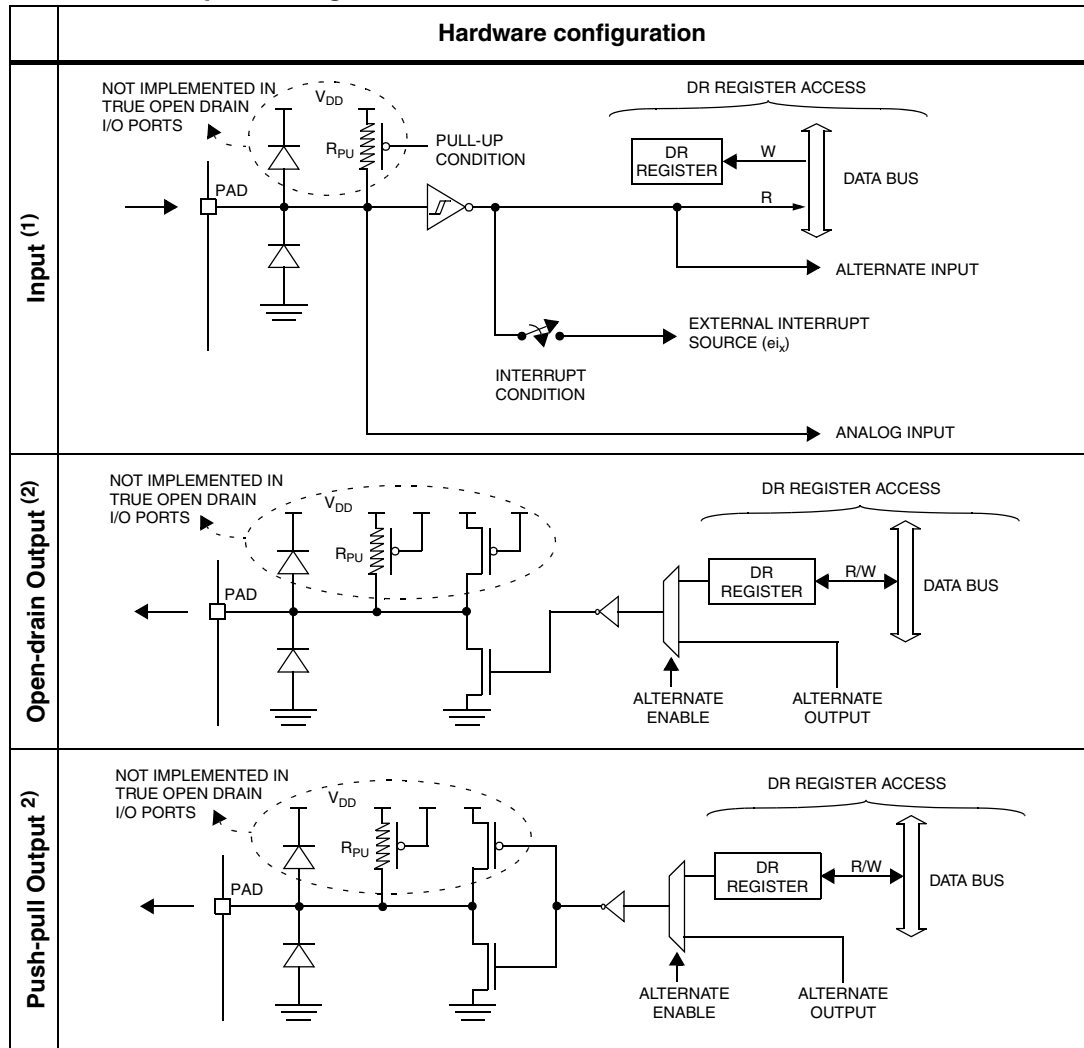 Hardware configuration
Input (1)
NOT IMPLEMENTED IN
TRUE OPEN DRAIN
I/O PORTS
VDD
RPU
PULL-UP
CONDITION
PAD
DR REGISTER ACCESS
DR
REGISTER
W
R
DATA BUS
ALTERNATE INPUT
EXTERNAL INTERRUPT
SOURCE (eix)
INTERRUPT
CONDITION
ANALOG INPUT
Open-drain Output (2)
NOT IMPLEMENTED IN
TRUE OPEN DRAIN
I/O PORTS
VDD
RPU
PAD
DR REGISTER ACCESS
DR
REGISTER
R/W
DATA BUS
ALTERNATE
ENABLE
ALTERNATE
OUTPUT
Push-pull Output 2)
NOT IMPLEMENTED IN
TRUE OPEN DRAIN
I/O PORTS
VDD
RPU
PAD
DR REGISTER ACCESS
DR
REGISTER
R/W
DATA BUS
ALTERNATE
ENABLE
ALTERNATE
OUTPUT